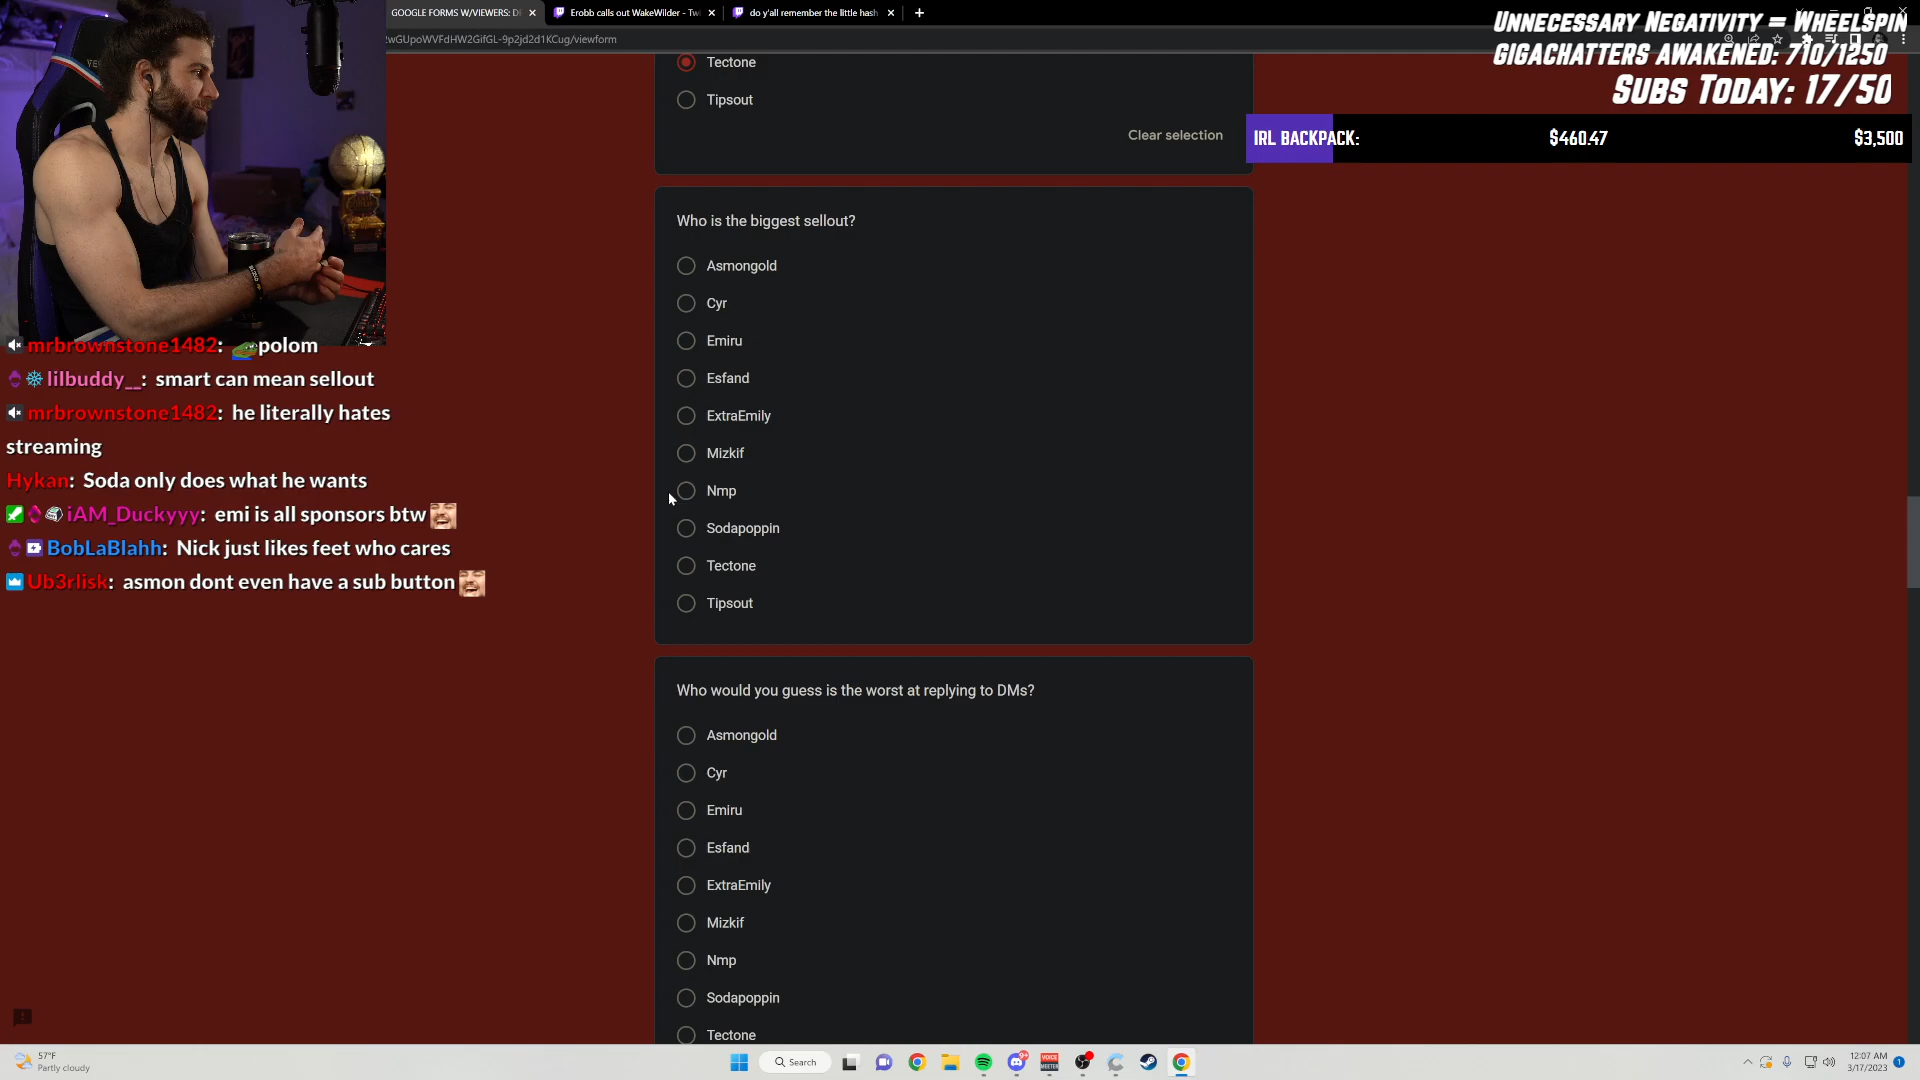 GOOGLE FORMS W/VIEWERS: D
Erobb calls out WakeWilder - Tw
do y'all remember the little hash
wGUpoWVFdHW2GifGL-9p2jd2d1KCug/viewform
UNNECESSARY NEGATIVITY = WHEELSPIN
GIGACHATTERS AWAKENED: 710/1250
SUBS TODAY: 17/50
IRL BACKPACK: $460.47 $3,500
Tectone
Tipsout
Clear selection
Who is the biggest sellout?
Asmongold
Cyr
Emiru
Esfand
ExtraEmily
Mizkif
Nmp
Sodapoppin
Tectone
Tipsout
Who would you guess is the worst at replying to DMs?
Asmongold
Cyr
Emiru
Esfand
ExtraEmily
Mizkif
Nmp
Sodapoppin
Tectone
mrbrownstone1482: polom
lilbuddy__: smart can mean sellout
mrbrownstone1482: he literally hates
streaming
Hykan: Soda only does what he wants
iAM_Duckyyy: emi is all sponsors btw
BobLaBlahh: Nick just likes feet who cares
Ub3rlisk: asmon dont even have a sub button
57°F
Partly cloudy
Search
VOICE
MEETER
12:07 AM
3/17/2023
1